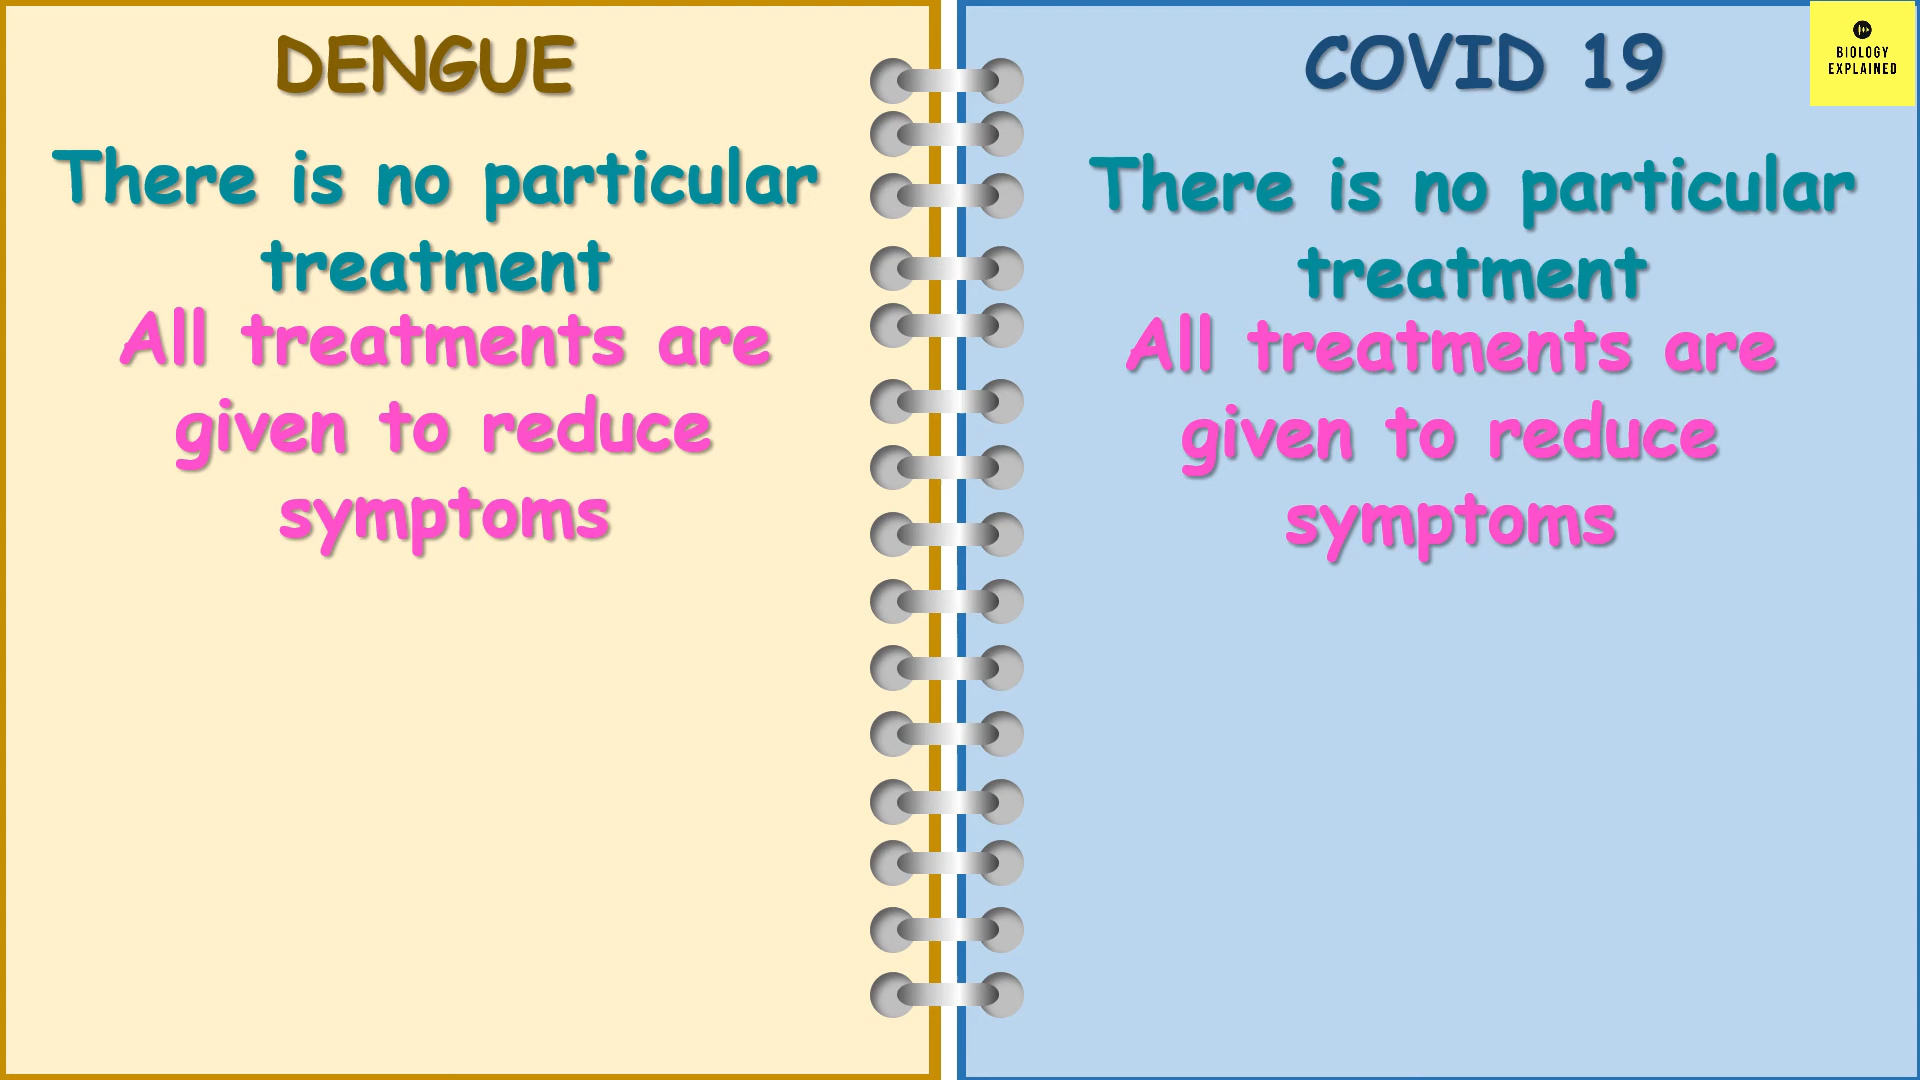 DENGUE
There is no particular
treatment
All treatments are
given to reduce
symptoms
COVID 19
There is no particular
treatment
All treatments are
given to reduce
symptoms
BIOLOGY
EXPLAINED